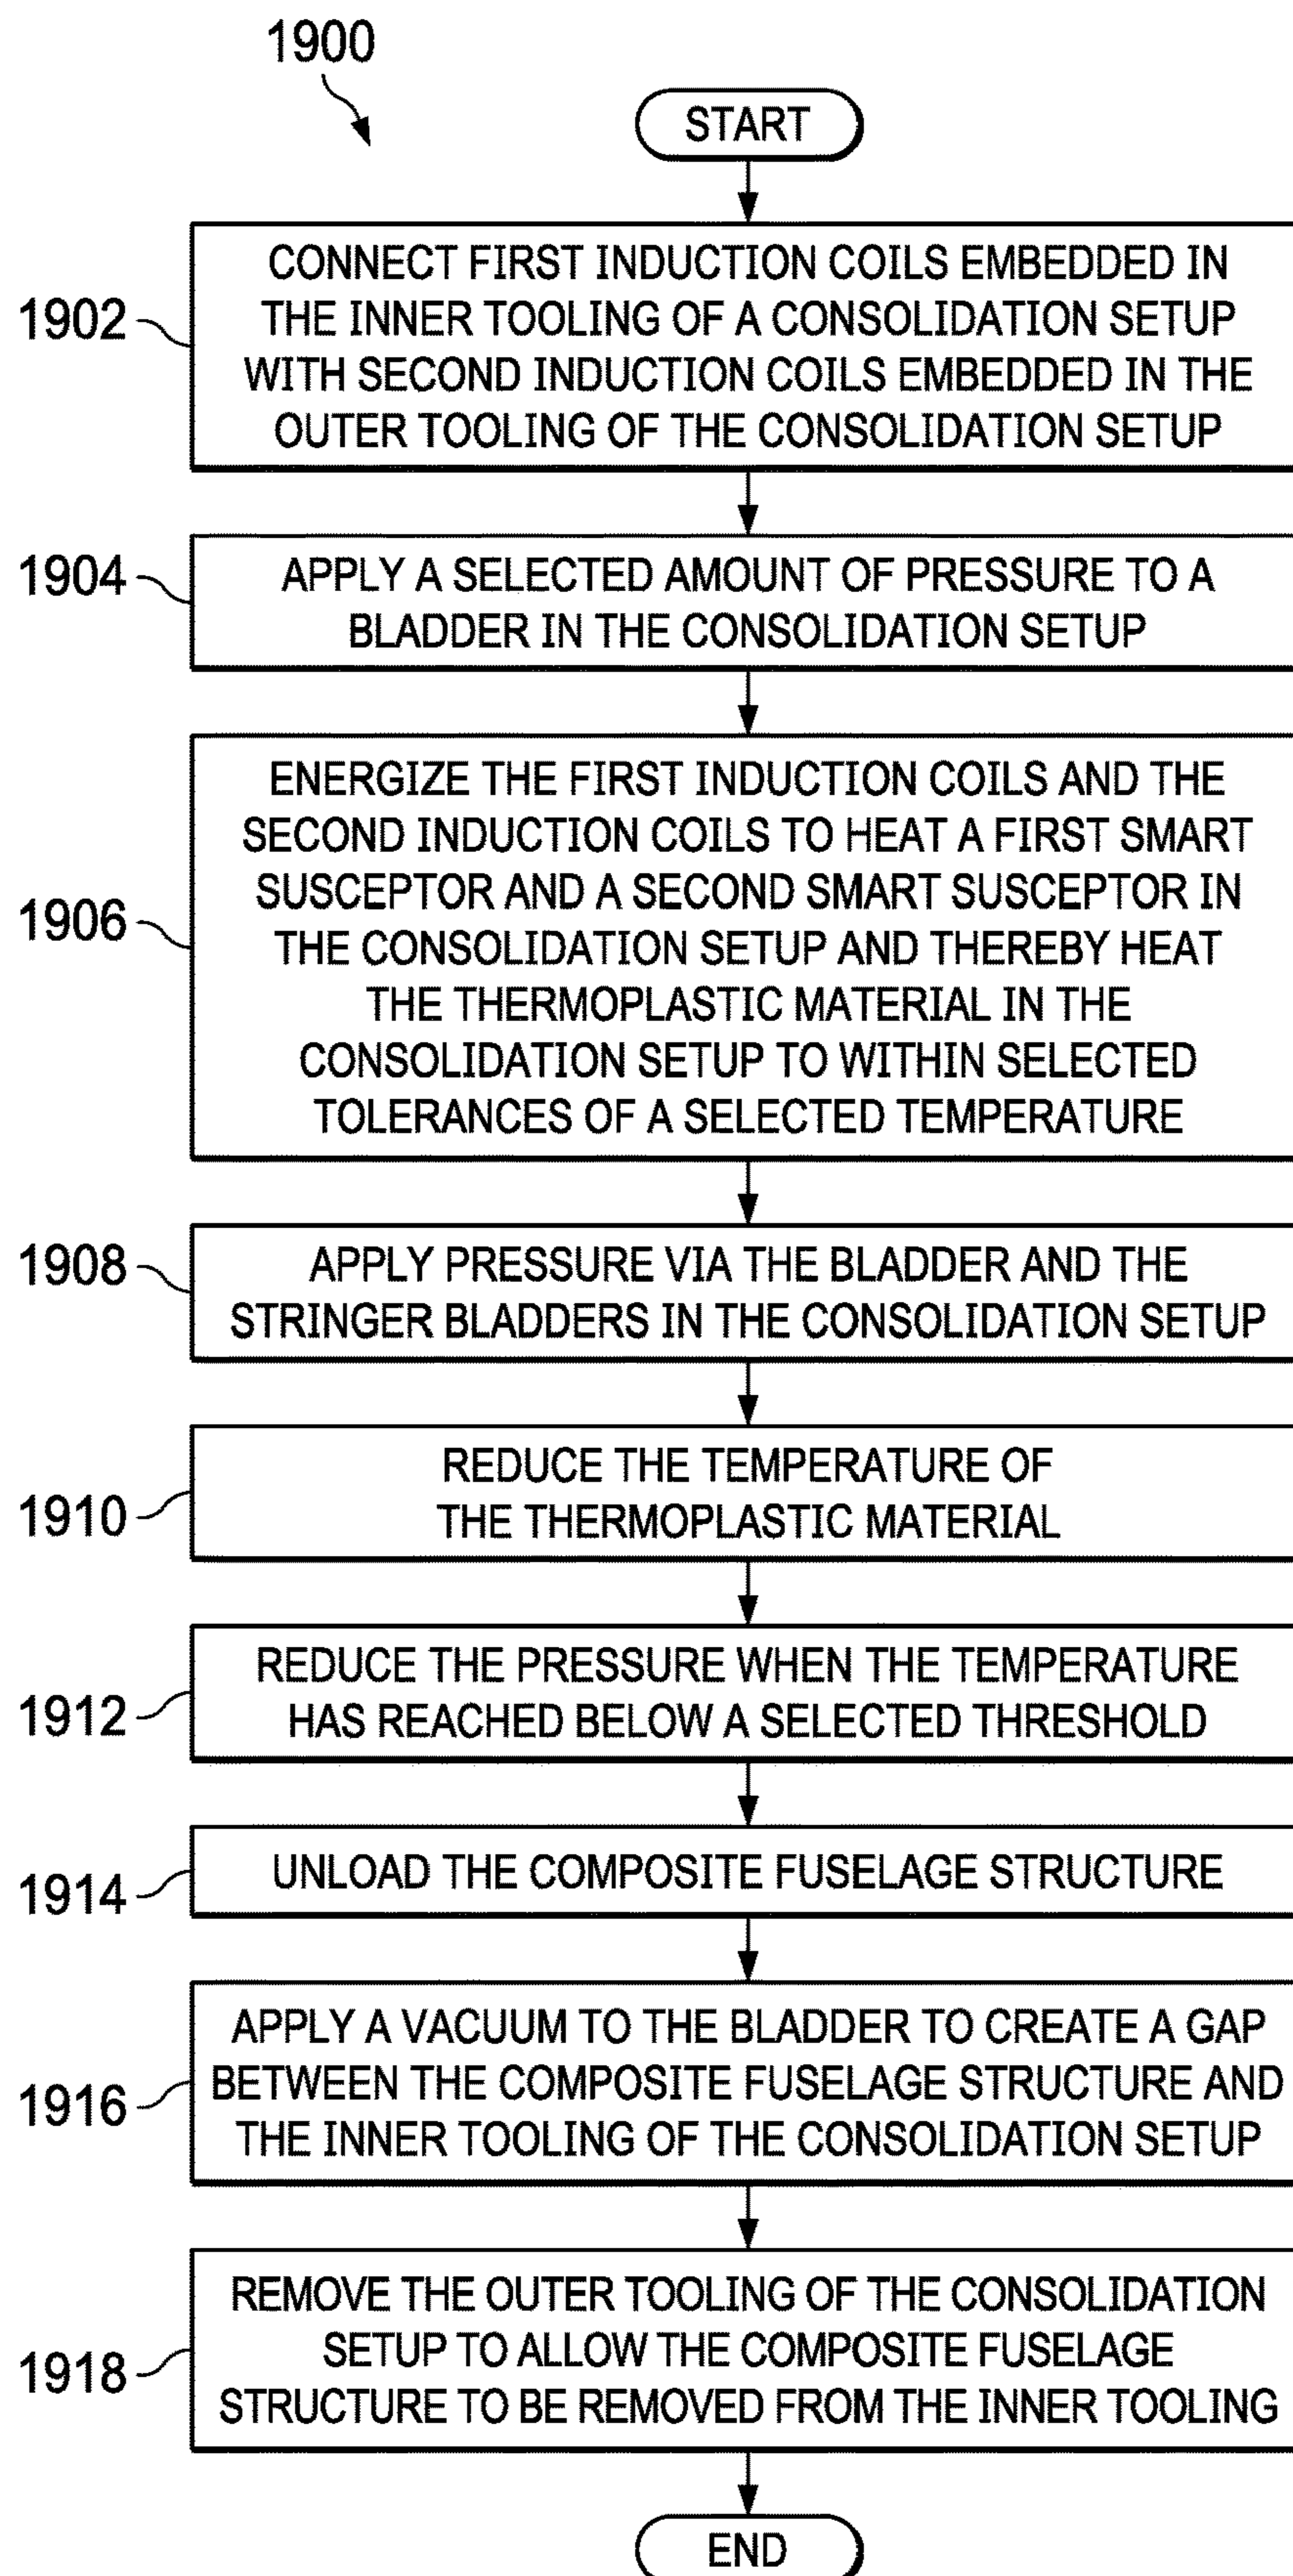 1900
START
1902
CONNECT FIRST INDUCTION COILS EMBEDDED IN
THE INNER TOOLING OF A CONSOLIDATION SETUP
WITH SECOND INDUCTION COILS EMBEDDED IN THE
OUTER TOOLING OF THE CONSOLIDATION SETUP
1904
APPLY A SELECTED AMOUNT OF PRESSURE TO A
BLADDER IN THE CONSOLIDATION SETUP
1906
ENERGIZE THE FIRST INDUCTION COILS AND THE
SECOND INDUCTION COILS TO HEAT A FIRST SMART
SUSCEPTOR AND A SECOND SMART SUSCEPTOR IN
THE CONSOLIDATION SETUP AND THEREBY HEAT
THE THERMOPLASTIC MATERIAL IN THE
CONSOLIDATION SETUP TO WITHIN SELECTED
TOLERANCES OF A SELECTED TEMPERATURE
1908
APPLY PRESSURE VIA THE BLADDER AND THE
STRINGER BLADDERS IN THE CONSOLIDATION SETUP
1910
REDUCE THE TEMPERATURE OF
THE THERMOPLASTIC MATERIAL
1912
REDUCE THE PRESSURE WHEN THE TEMPERATURE
HAS REACHED BELOW A SELECTED THRESHOLD
1914
UNLOAD THE COMPOSITE FUSELAGE STRUCTURE
1916
APPLY A VACUUM TO THE BLADDER TO CREATE A GAP
BETWEEN THE COMPOSITE FUSELAGE STRUCTURE AND
THE INNER TOOLING OF THE CONSOLIDATION SETUP
1918
REMOVE THE OUTER TOOLING OF THE CONSOLIDATION
SETUP TO ALLOW THE COMPOSITE FUSELAGE
STRUCTURE TO BE REMOVED FROM THE INNER TOOLING
END